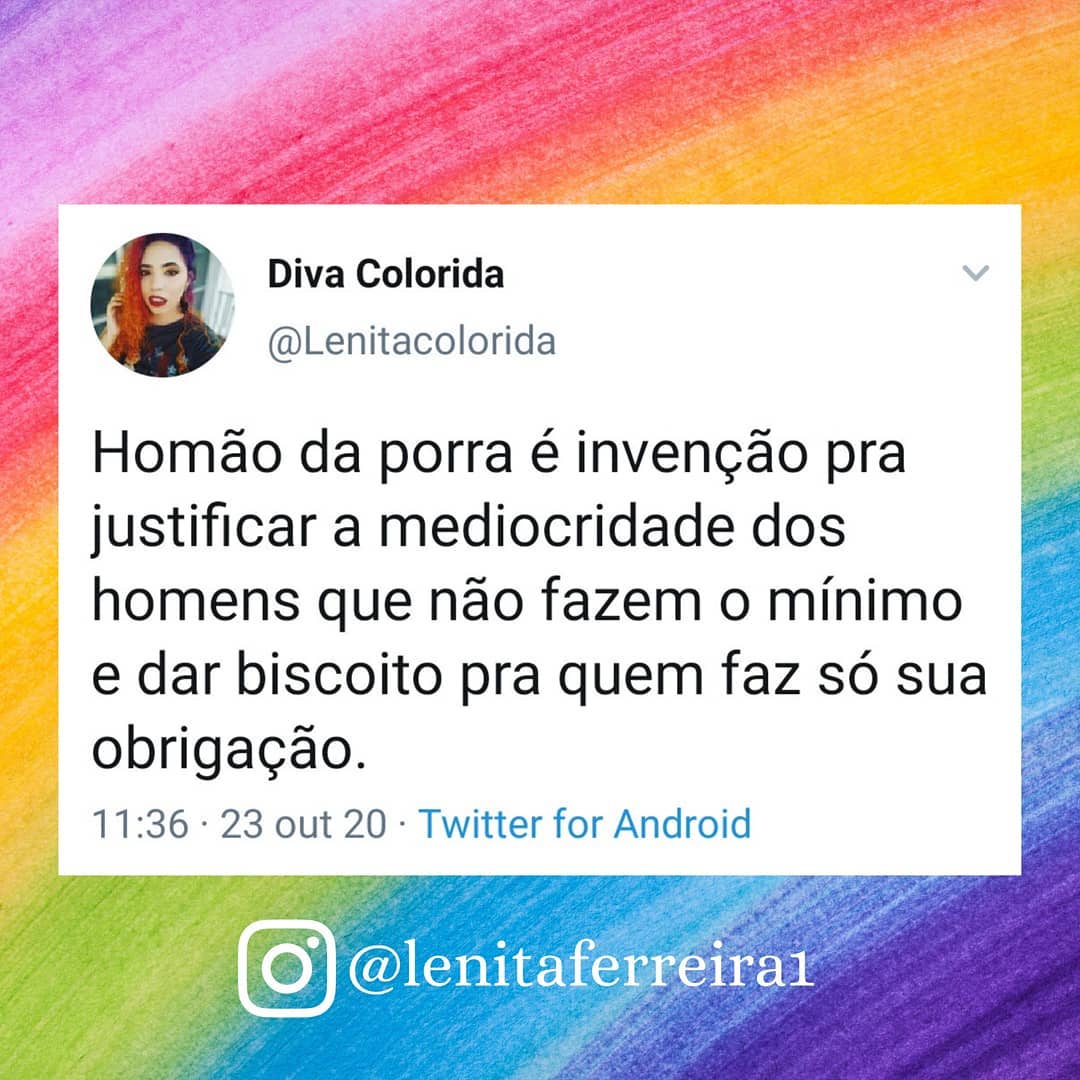 Diva Colorida
@Lenitacolorida
Homão da porra é invenção pra
justificar a mediocridade dos
homens que não fazem o mínimo
e dar biscoito pra quem faz só sua
obrigação.
11:36 · 23 out 20 · Twitter for Android
@lenitaferreira1